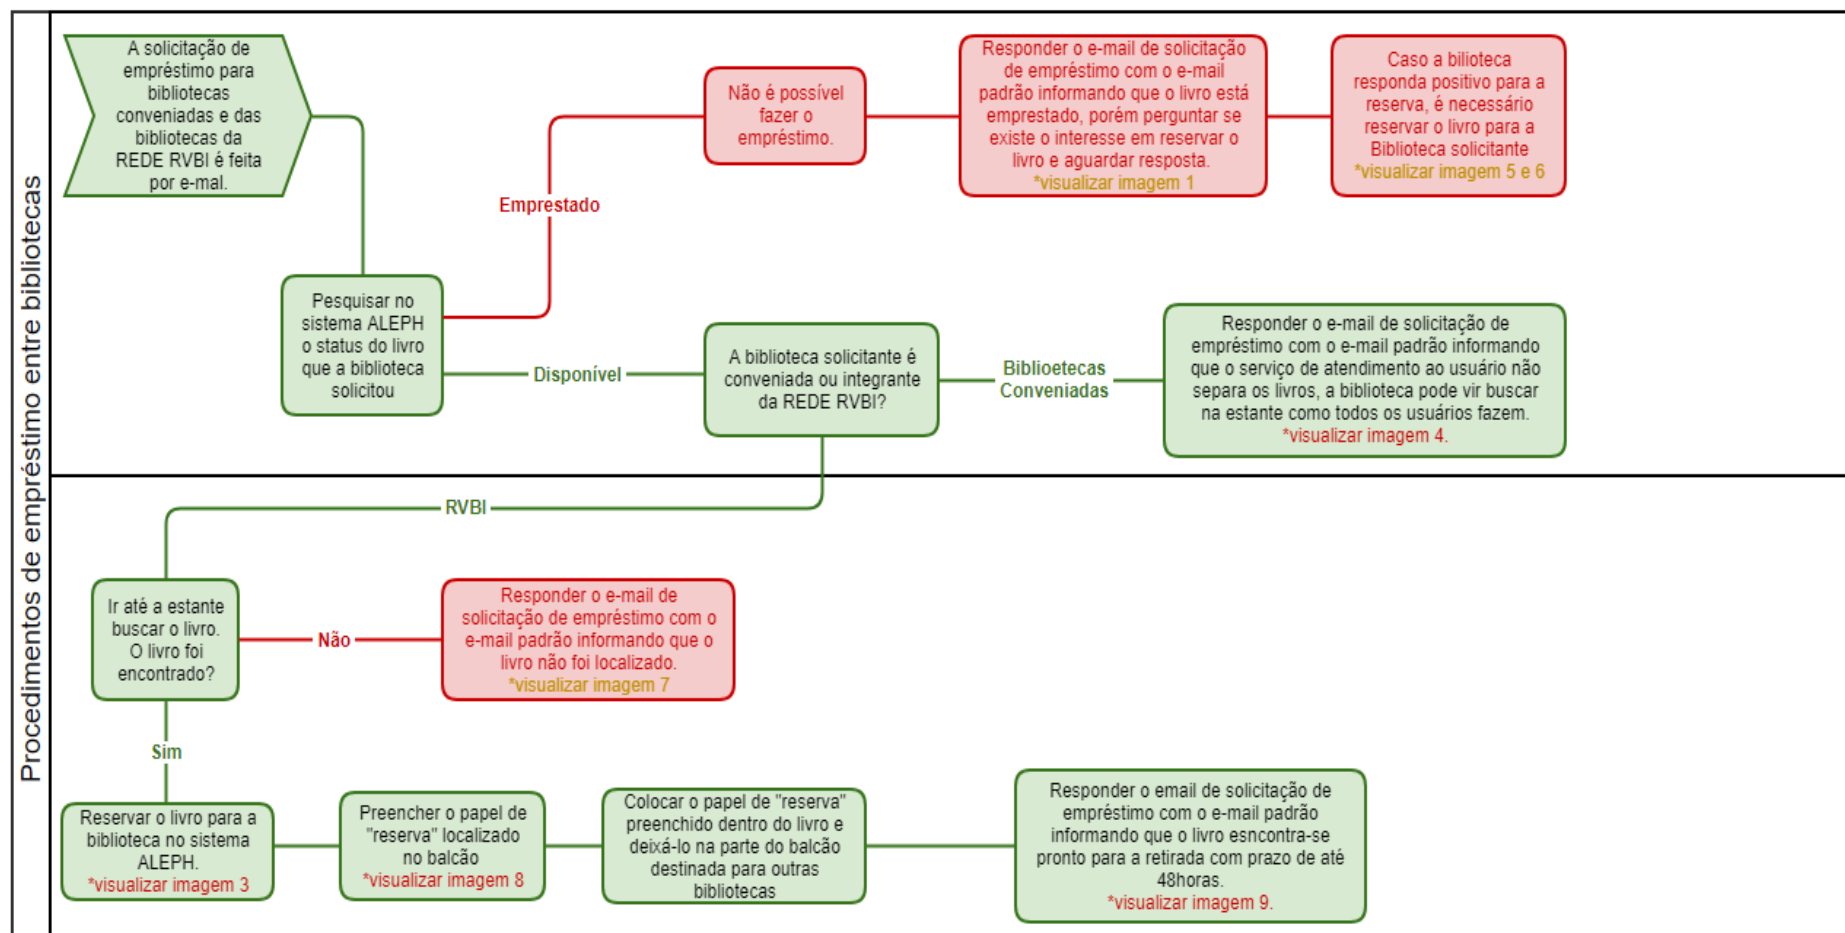 Procedimentos de empréstimo entre bibliotecas
A solicitação de
empréstimo para
bibliotecas
conveniadas e das
bibliotecas da
REDE RVBI é feita
por e-mal.
Pesquisar no
sistema ALEPH
o status do livro
que a biblioteca
solicitou
Emprestado
Não é possível
fazer o
empréstimo.
Responder o e-mail de solicitação
de empréstimo com o e-mail
padrão informando que o livro está
emprestado, porém perguntar se
existe o interesse em reservar o
livro e aguardar resposta.
*visualizar imagem 1
Caso a bilioteca
responda positivo para a
reserva, é necessário
reservar o livro para a
Biblioteca solicitante
*visualizar imagem 5 e 6
Disponível
A biblioteca solicitante é
conveniada ou integrante
da REDE RVBI?
Biblioetecas
Conveniadas
Responder o e-mail de solicitação de
empréstimo com o e-mail padrão informando
que o serviço de atendimento ao usuário não
separa os livros, a biblioteca pode vir buscar
na estante como todos os usuários fazem.
*visualizar imagem 4.
RVBI
Ir até a estante
buscar o livro.
O livro foi
encontrado?
Não
Responder o e-mail de
solicitação de empréstimo com o
e-mail padrão informando que o
livro não foi localizado.
*visualizar imagem 7
Sim
Reservar o livro para a
biblioteca no sistema
ALEPH.
*visualizar imagem 3
Preencher o papel de
"reserva" localizado
no balcão
*visualizar imagem 8
Colocar o papel de "reserva"
preenchido dentro do livro e
deixá-lo na parte do balcão
destinada para outras
bibliotecas
Responder o email de solicitação de
empréstimo com o e-mail padrão
informando que o livro esncontra-se
pronto para a retirada com prazo de até
48horas.
*visualizar imagem 9.